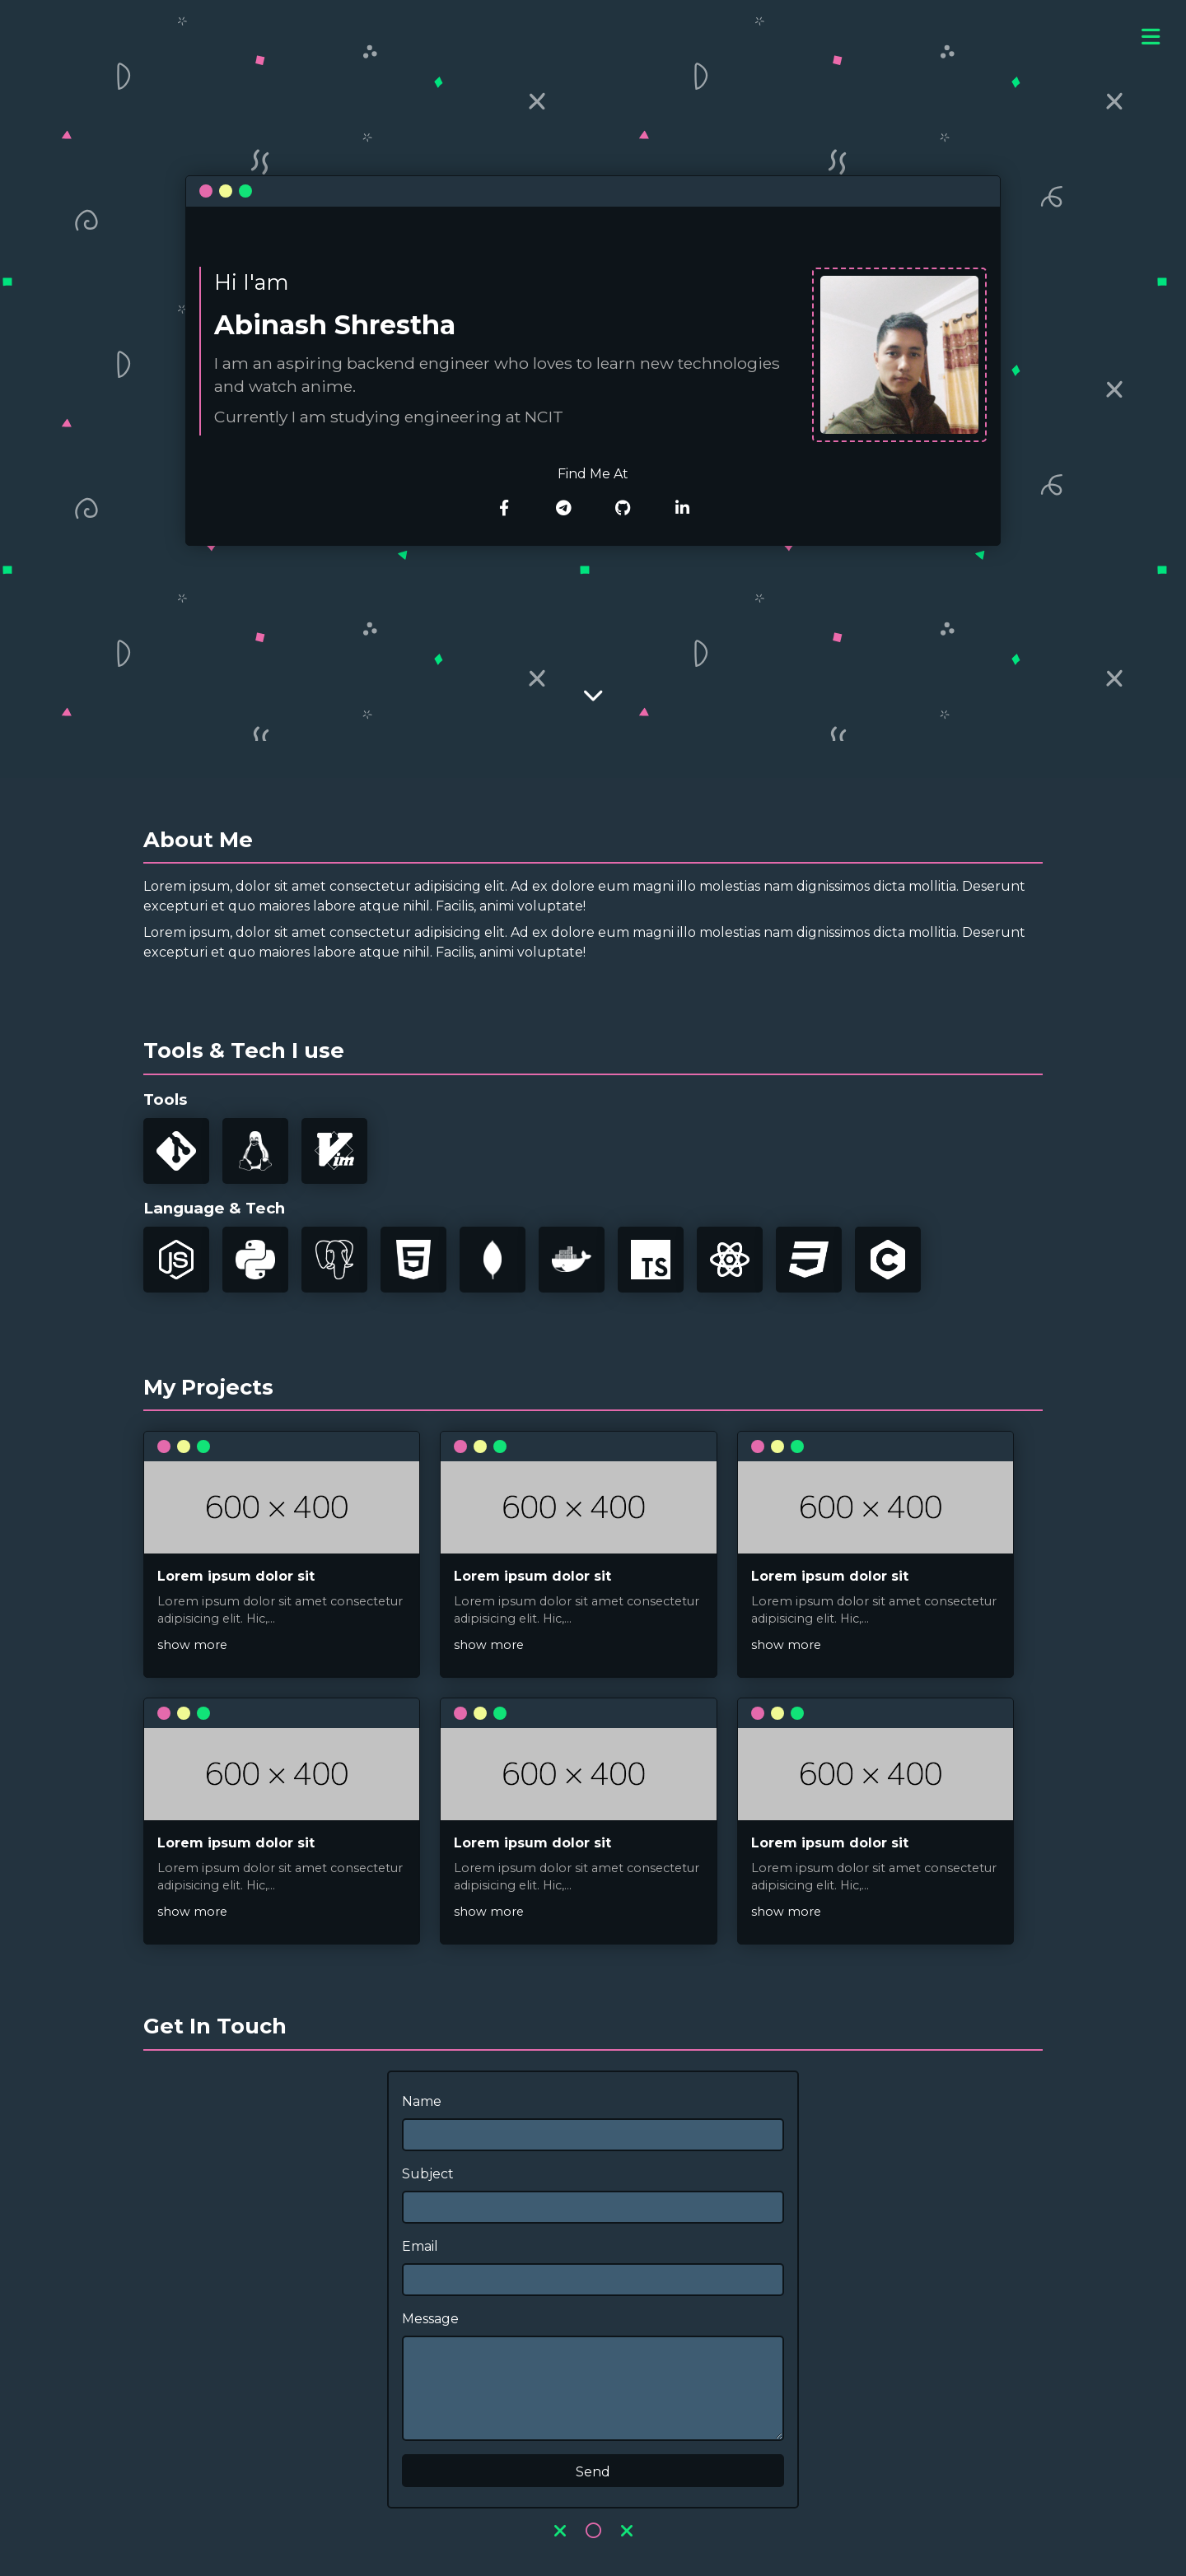 Hi I'am
Abinash Shrestha
I am an aspiring backend engineer who loves to learn new technologies
and watch anime.
Currently I am studying engineering at NCIT
Find Me At
About Me
Lorem ipsum, dolor sit amet consectetur adipisicing elit. Ad ex dolore eum magni illo molestias nam dignissimos dicta mollitia. Deserunt
excepturi et quo maiores labore atque nihil. Facilis, animi voluptate!
Lorem ipsum, dolor sit amet consectetur adipisicing elit. Ad ex dolore eum magni illo molestias nam dignissimos dicta mollitia. Deserunt
excepturi et quo maiores labore atque nihil. Facilis, animi voluptate!
Tools & Tech I use
Tools
Vim
Language & Tech
JS
5
TS
3
C
My Projects
600 × 400
Lorem ipsum dolor sit
Lorem ipsum dolor sit amet consectetur
adipisicing elit. Hic,...
show more
600 × 400
Lorem ipsum dolor sit
Lorem ipsum dolor sit amet consectetur
adipisicing elit. Hic,...
show more
600 × 400
Lorem ipsum dolor sit
Lorem ipsum dolor sit amet consectetur
adipisicing elit. Hic,...
show more
600 × 400
Lorem ipsum dolor sit
Lorem ipsum dolor sit amet consectetur
adipisicing elit. Hic,...
show more
600 × 400
Lorem ipsum dolor sit
Lorem ipsum dolor sit amet consectetur
adipisicing elit. Hic,...
show more
600 × 400
Lorem ipsum dolor sit
Lorem ipsum dolor sit amet consectetur
adipisicing elit. Hic,...
show more
Get In Touch
Name
Subject
Email
Message
Send